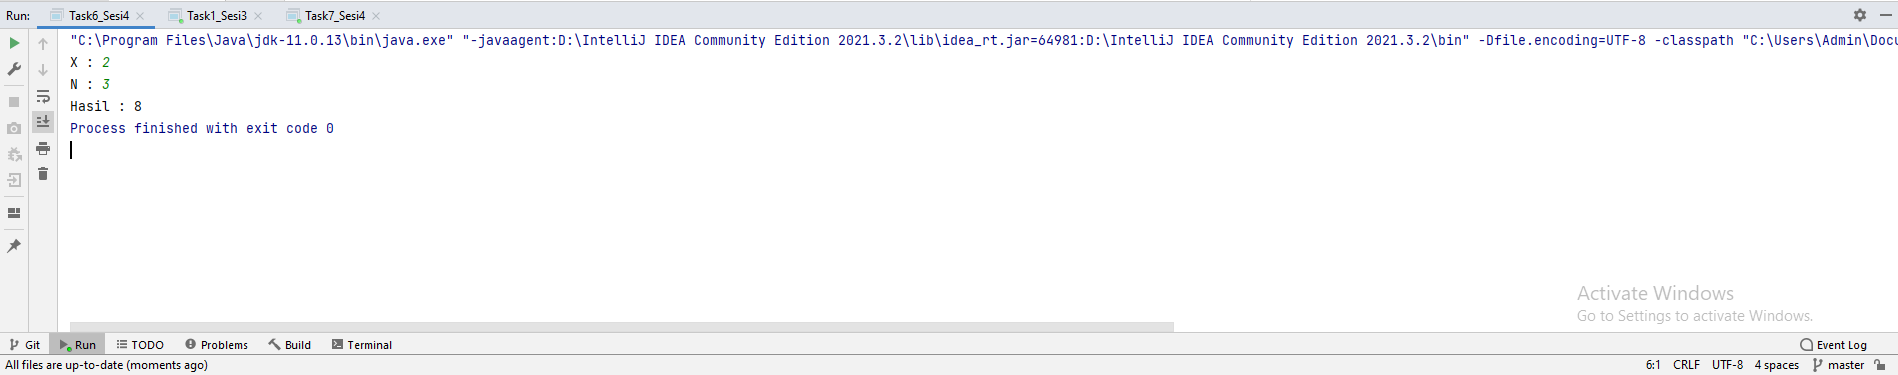 Run: Task6_Sesi4 Task1_Sesi3 Task7_Sesi4
"C:\Program Files\Java\jdk-11.0.13\bin\java.exe" "-javaagent:D:\IntelliJ IDEA Community Edition 2021.3.2\lib\idea_rt.jar=64981:D:\IntelliJ IDEA Community Edition 2021.3.2\bin" -Dfile.encoding=UTF-8 -classpath "C:\Users\Admin\Docu
X : 2
N : 3
Hasil : 8
Process finished with exit code 0
Activate Windows
Go to Settings to activate Windows.
Git Run TODO Problems Build Terminal Event Log
All files are up-to-date (moments ago) 6:1 CRLF UTF-8 4 spaces master